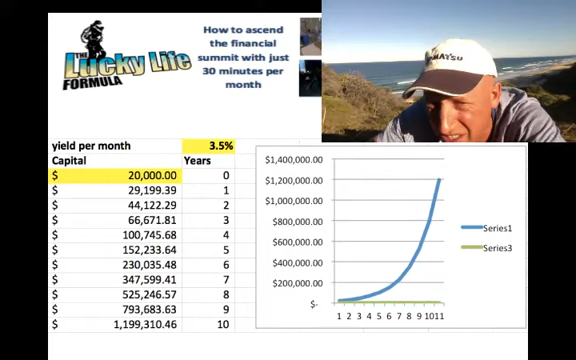 THE
Lucky Life
FORMULA
How to ascend
the financial
summit with just
30 minutes per
month
OMATSU
yield per month 3.5%
Capital Years
$ 20,000.00 0
$ 29,199.39 1
$ 44,122.29 2
$ 66,671.81 3
$ 100,745.68 4
$ 152,233.64 5
$ 230,035.48 6
$ 347,599.41 7
$ 525,246.57 8
$ 793,683.63 9
$ 1,199,310.46 10
$1,400,000.00
$1,200,000.00
$1,000,000.00
$800,000.00
$600,000.00
$400,000.00
$200,000.00
$-
1 2 3 4 5 6 7 8 9 10 11
Series1
Series3